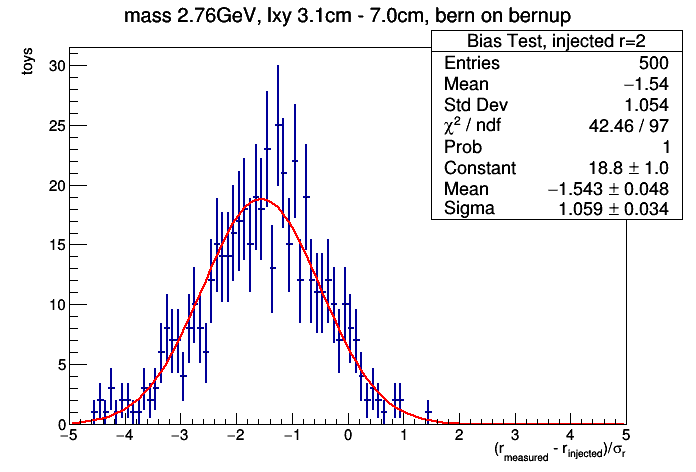 mass 2.76GeV, lxy 3.1cm - 7.0cm, bern on bernup
toys
Bias Test, injected r=2
Entries 500
Mean −1.54
Std Dev 1.054
χ² / ndf 42.46 / 97
Prob 1
Constant 18.8 ± 1.0
Mean −1.543 ± 0.048
Sigma 1.059 ± 0.034
30
25
20
15
10
5
0
−5 −4 −3 −2 −1 0 1 2 3 4 5
(r_measured - r_injected)/σ_r